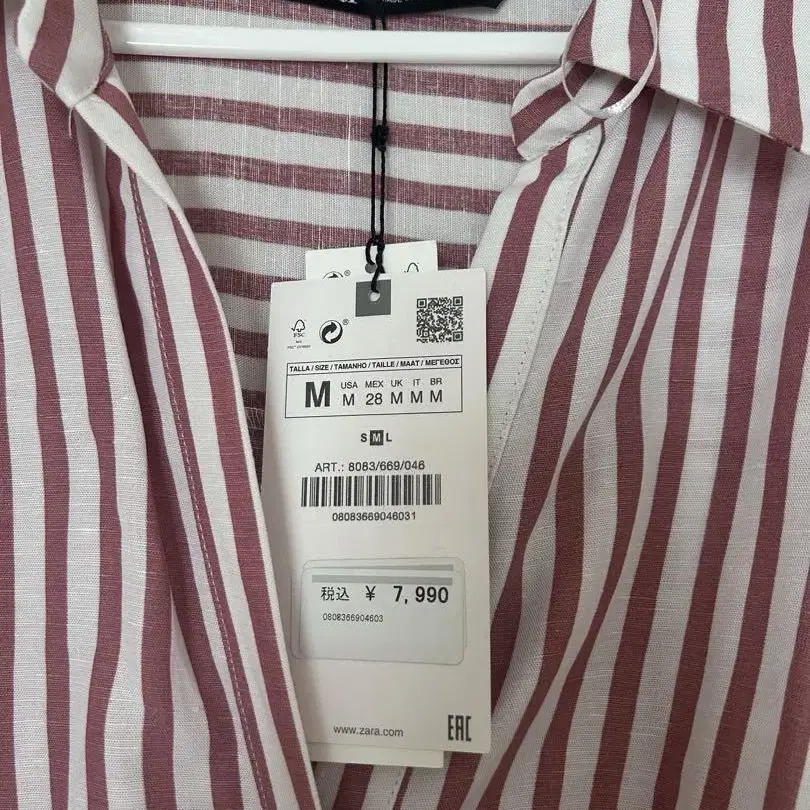 FSC
TALLA / SIZE / TAMANHO / TAILLE / MAAT / ΜΕΓΕΘΟΣ
M USA MEX UK IT BR
M 28 M M M
S M L
ART.: 8083/669/046
08083669046031
税込 ¥ 7,990
0808366904603
www.zara.com EAC